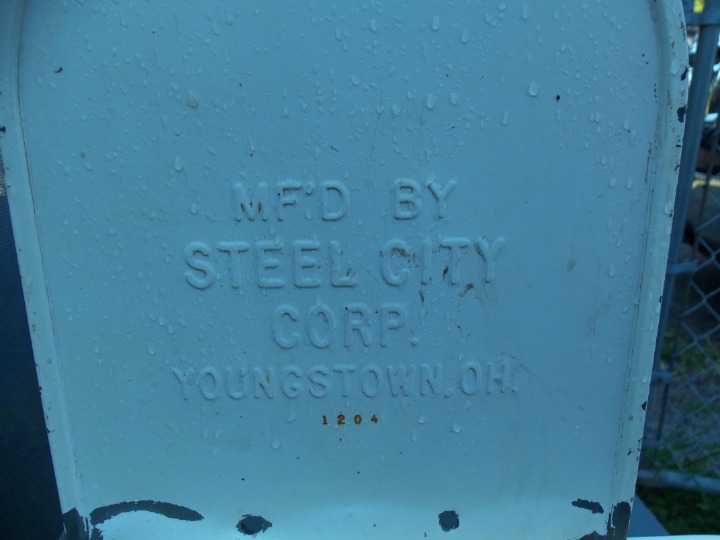 MF'D BY
STEEL CITY
CORP.
YOUNGSTOWN, OH.
1204